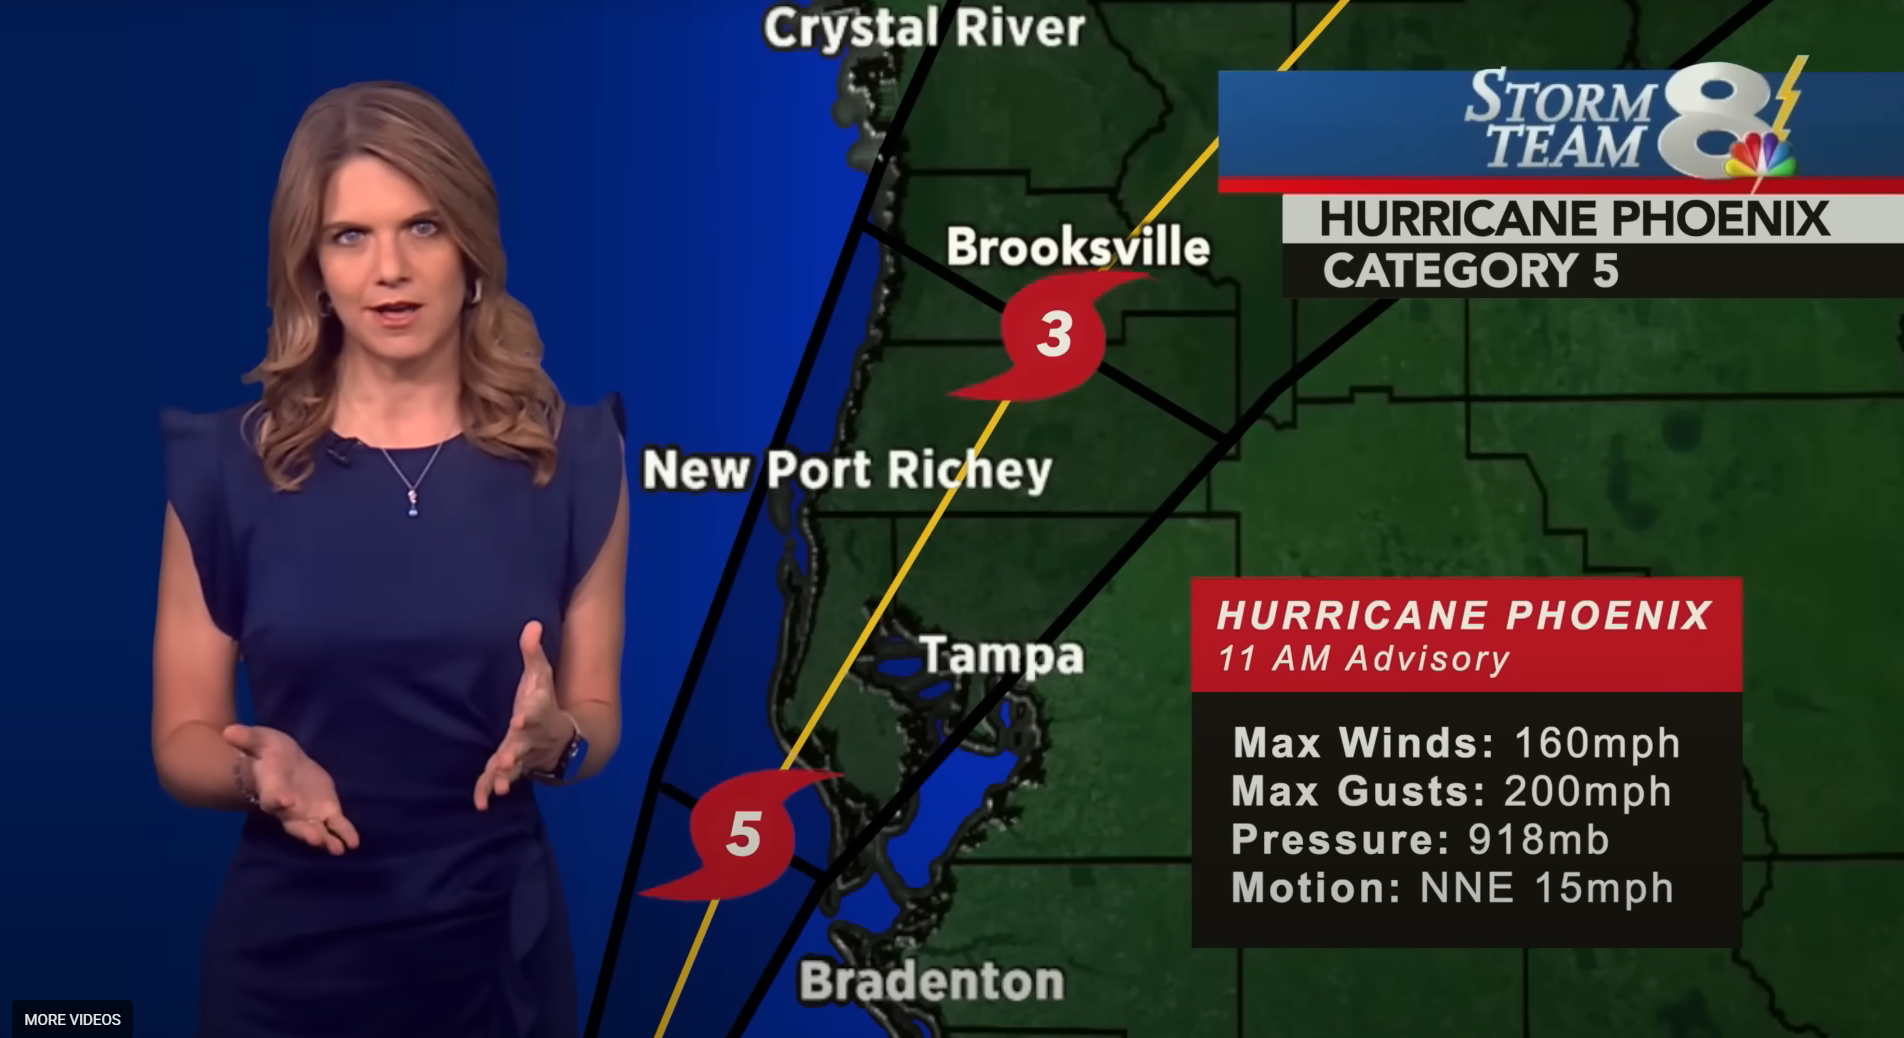 Crystal River
STORM
TEAM 8
HURRICANE PHOENIX
CATEGORY 5
Brooksville
3
New Port Richey
HURRICANE PHOENIX
11 AM Advisory
Tampa
Max Winds: 160mph
Max Gusts: 200mph
5
Pressure: 918mb
Motion: NNE 15mph
Bradenton
MORE VIDEOS